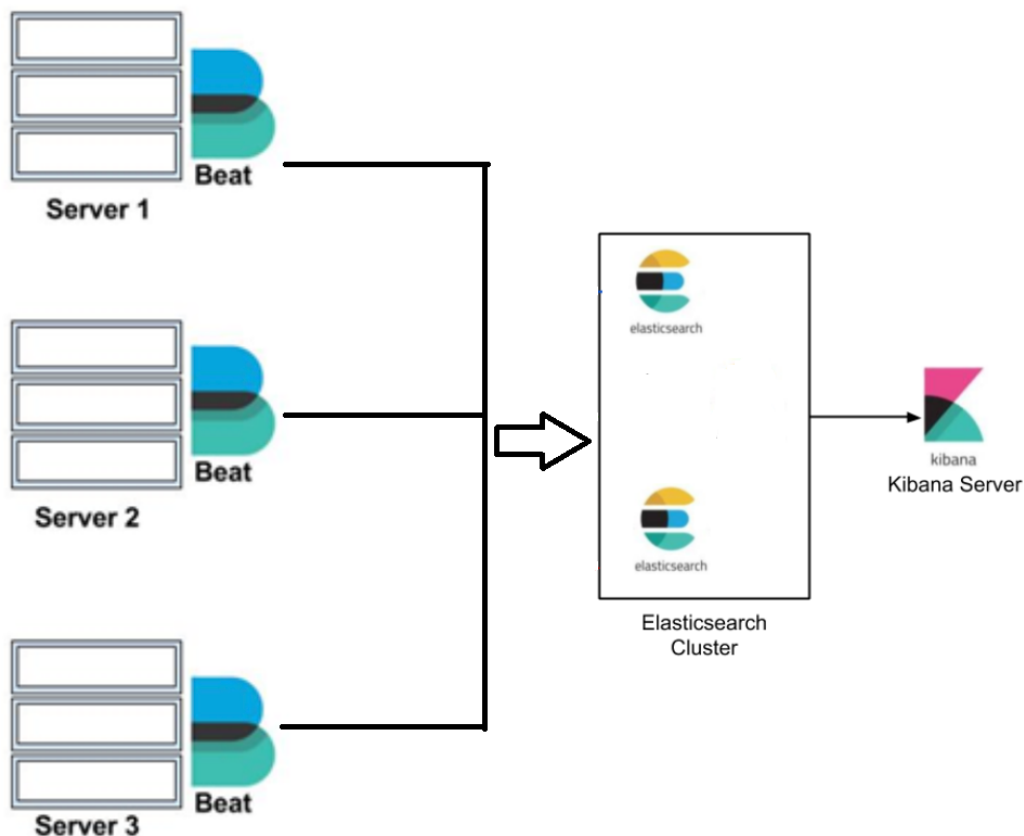 Beat
Server 1
Beat
Server 2
Beat
Server 3
elasticsearch
elasticsearch
Elasticsearch
Cluster
kibana
Kibana Server